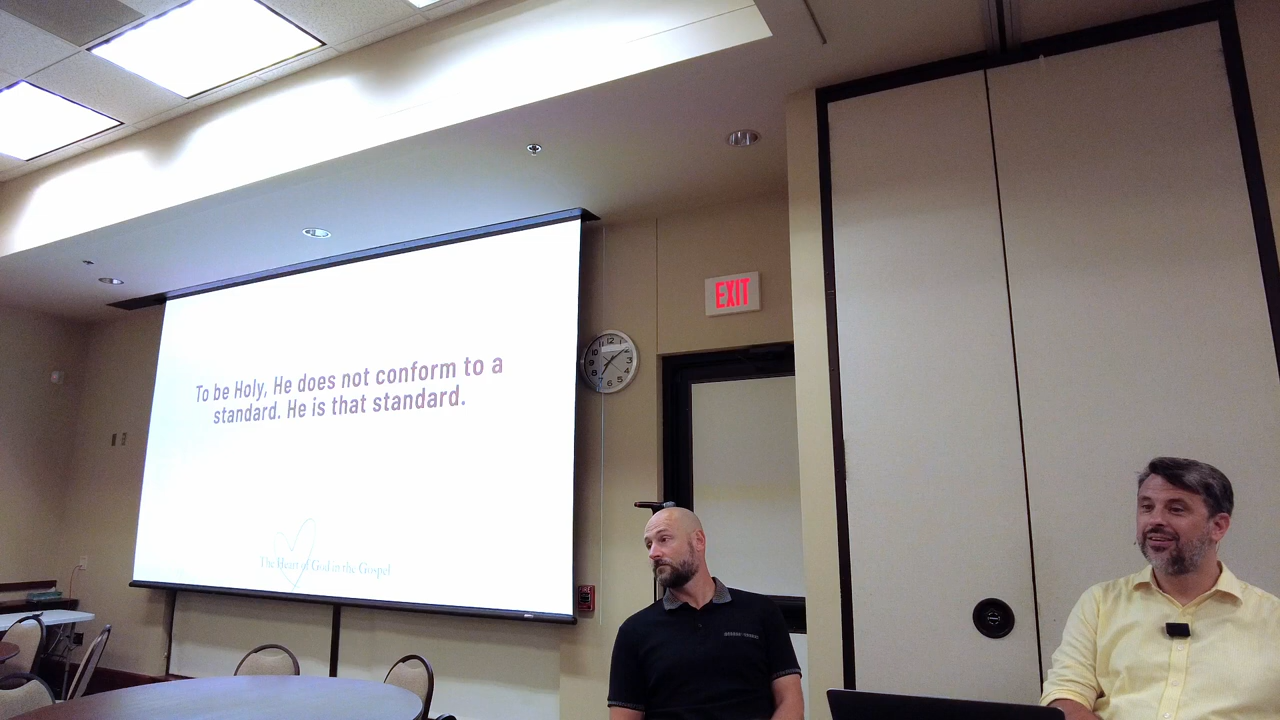 To be Holy, He does not conform to a
standard. He is that standard.
The Heart of God in the Gospel
EXIT